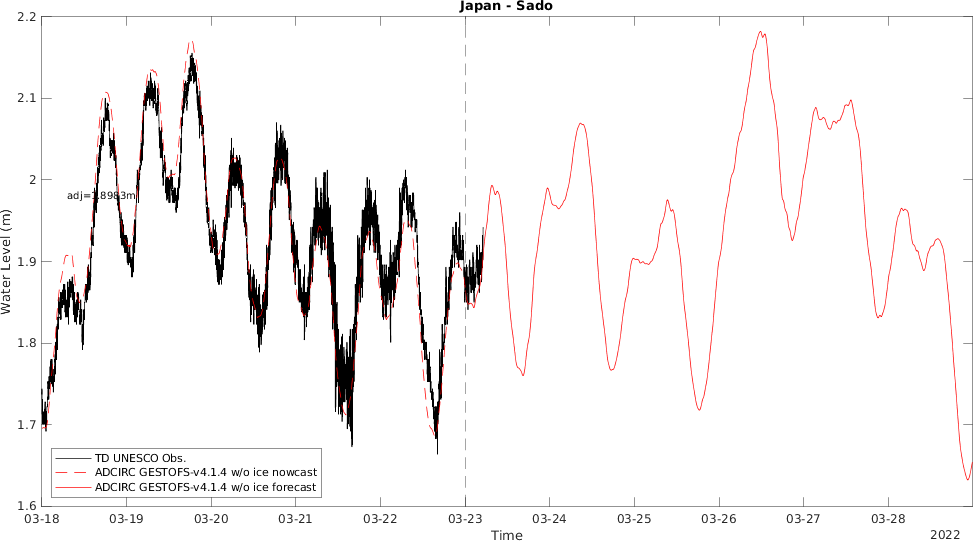 Japan - Sado
2.2
2.1
2
1.9
1.8
1.7
1.6
Water Level (m)
adj=1.8983m
TD UNESCO Obs.
ADCIRC GESTOFS-v4.1.4 w/o ice nowcast
ADCIRC GESTOFS-v4.1.4 w/o ice forecast
03-18 03-19 03-20 03-21 03-22 03-23 03-24 03-25 03-26 03-27 03-28
Time
2022